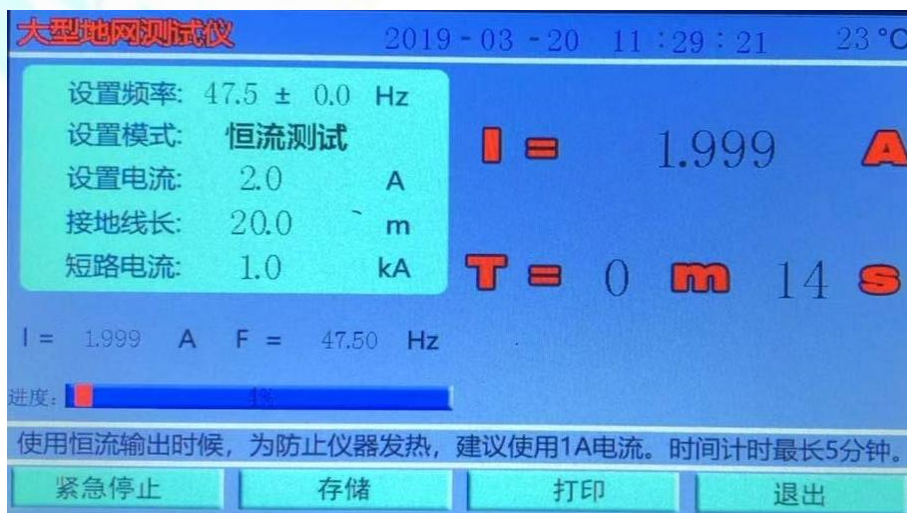 大型地网测试仪 2019-03-20 11:29:21 23℃
设置频率: 47.5 ± 0.0 Hz
设置模式: 恒流测试
设置电流: 2.0 A
接地线长: 20.0 m
短路电流: 1.0 kA
I = 1.999 A
T = 0 m 14 s
I = 1.999 A F = 47.50 Hz
进度: 4%
使用恒流输出时候，为防止仪器发热，建议使用1A电流。时间计时最长5分钟。
紧急停止 存储 打印 退出